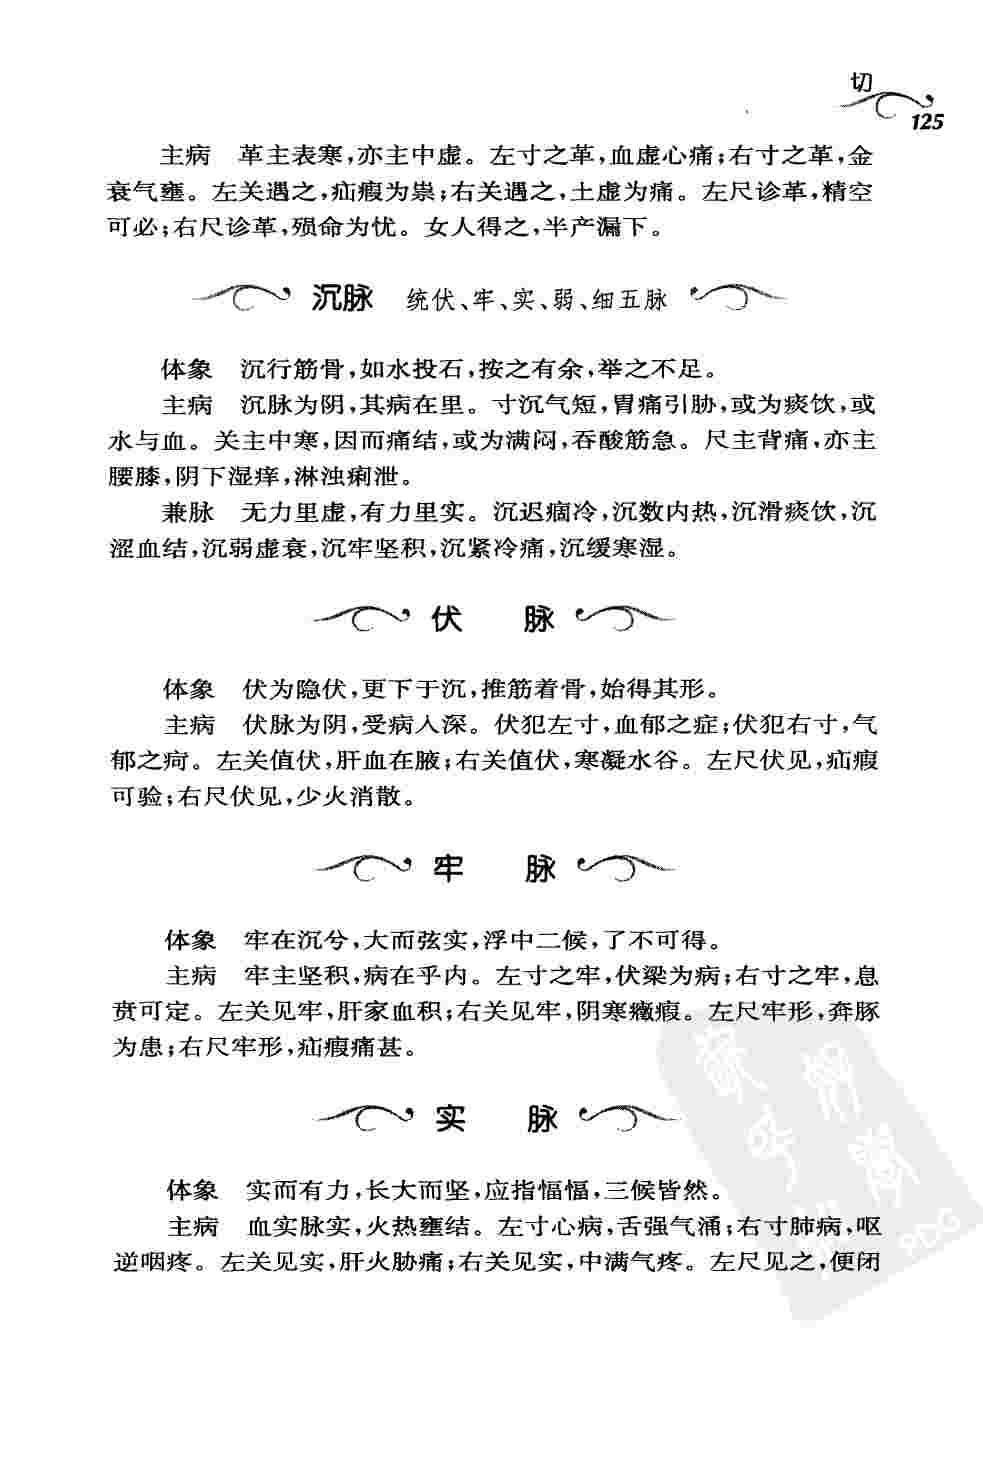 切
125
主病 革主表寒,亦主中虚。左寸之革,血虚心痛;右寸之革,金
衰气壅。左关遇之,疝瘕为祟;右关遇之,土虚为痛。左尺诊革,精空
可必;右尺诊革,殒命为忧。女人得之,半产漏下。
沉脉 统伏、牢、实、弱、细五脉
体象 沉行筋骨,如水投石,按之有余,举之不足。
主病 沉脉为阴,其病在里。寸沉气短,胃痛引胁,或为痰饮,或
水与血。关主中寒,因而痛结,或为满闷,吞酸筋急。尺主背痛,亦主
腰膝,阴下湿痒,淋浊痢泄。
兼脉 无力里虚,有力里实。沉迟痼冷,沉数内热,沉滑痰饮,沉
涩血结,沉弱虚衰,沉牢坚积,沉紧冷痛,沉缓寒湿。
伏 脉
体象 伏为隐伏,更下于沉,推筋着骨,始得其形。
主病 伏脉为阴,受病入深。伏犯左寸,血郁之症;伏犯右寸,气
郁之疴。左关值伏,肝血在腋;右关值伏,寒凝水谷。左尺伏见,疝瘕
可验;右尺伏见,少火消散。
牢 脉
体象 牢在沉兮,大而弦实,浮中二候,了不可得。
主病 牢主坚积,病在乎内。左寸之牢,伏梁为病;右寸之牢,息
贲可定。左关见牢,肝家血积;右关见牢,阴寒癥瘕。左尺牢形,奔豚
为患;右尺牢形,疝瘕痛甚。
实 脉
体象 实而有力,长大而坚,应指愊愊,三候皆然。
主病 血实脉实,火热壅结。左寸心病,舌强气涌;右寸肺病,呕
逆咽疼。左关见实,肝火胁痛;右关见实,中满气疼。左尺见之,便闭
PDG